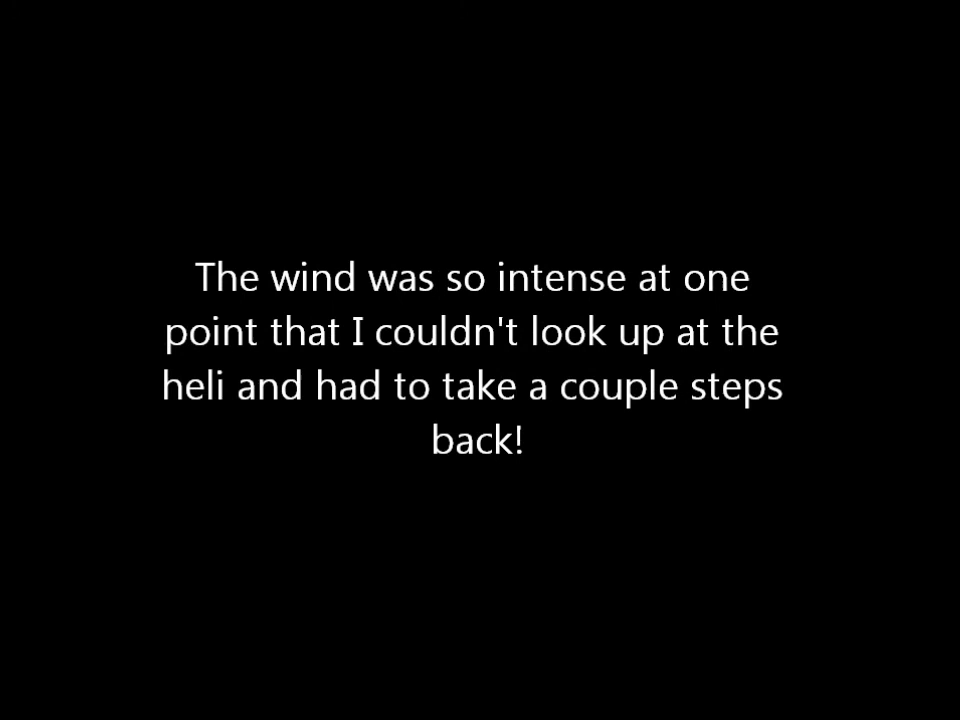 The wind was so intense at one
point that I couldn't look up at the
heli and had to take a couple steps
back!